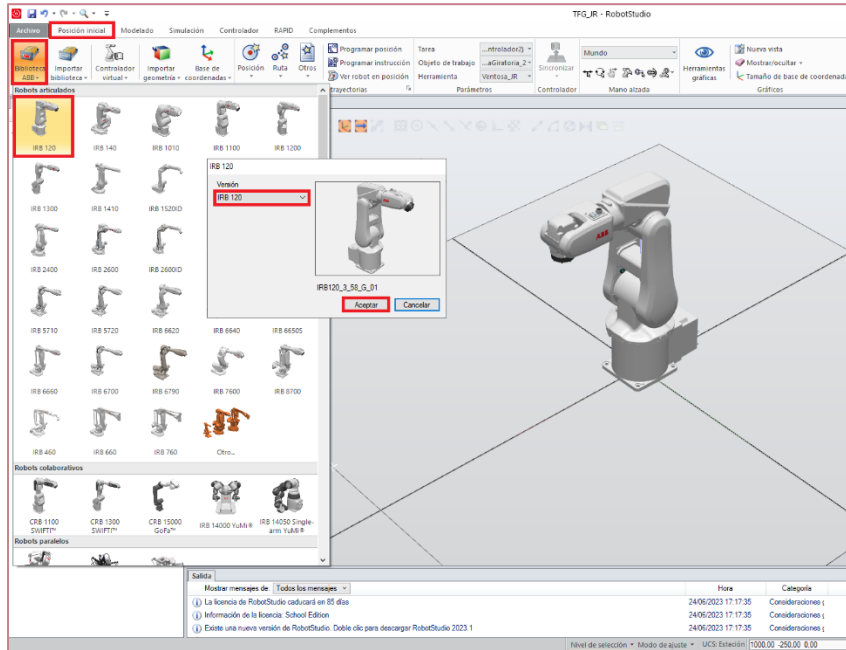 TFG_JR - RobotStudio
Archivo Posición inicial Modelado Simulación Controlador RAPID Complementos
Biblioteca ABB
Importar biblioteca
Controlador virtual
Importar geometría
Base de coordenadas
Posición
Ruta
Otros
Programar posición
Programar instrucción
Ver robot en posición
trayectorias
Tarea ...ntrolador2)
Objeto de trabajo ...aGiratoria_2
Herramienta Ventosa_JR
Parámetros
Sincronizar
Controlador
Mundo
Mano alzada
Herramientas gráficas
Nueva vista
Mostrar/ocultar
Tamaño de base de coordenada
Gráficos
Robots articulados
IRB 120 IRB 140 IRB 1010 IRB 1100 IRB 1200
IRB 1300 IRB 1410 IRB 1520ID
IRB 2400 IRB 2600 IRB 2600ID
IRB 5710 IRB 5720 IRB 6620 IRB 6640 IRB 6650S
IRB 6660 IRB 6700 IRB 6790 IRB 7600 IRB 8700
IRB 460 IRB 660 IRB 760 Otro...
Robots colaborativos
CRB 1100 SWIFTI™
CRB 1300 SWIFTI™
CRB 15000 GoFa™
IRB 14000 YuMi®
IRB 14050 Single-arm YuMi®
Robots paralelos
IRB 120
Versión
IRB 120
IRB120_3_58_G_01
Aceptar Cancelar
ABB
Salida
Mostrar mensajes de: Todos los mensajes Hora Categoría
La licencia de RobotStudio caducará en 85 días 24/06/2023 17:17:35 Consideraciones g
Información de la licencia: School Edition 24/06/2023 17:17:35 Consideraciones g
Existe una nueva versión de RobotStudio. Doble clic para descargar RobotStudio 2023.1 24/06/2023 17:17:35 Consideraciones g
Nivel de selección Modo de ajuste UCS: Estación 1000.00 -250.00 0.00